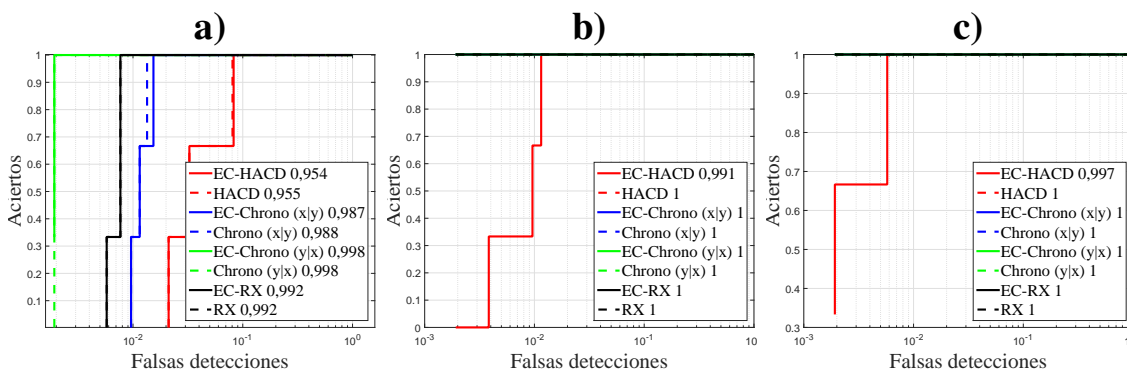 a)
Aciertos
1
0.9
0.8
0.7
0.6
0.5
0.4
0.3
0.2
0.1
EC-HACD 0,954
HACD 0,955
EC-Chrono (x|y) 0,987
Chrono (x|y) 0,988
EC-Chrono (y|x) 0,998
Chrono (y|x) 0,998
EC-RX 0,992
RX 0,992
10-2
10-1
100
Falsas detecciones
b)
Aciertos
1
0.9
0.8
0.7
0.6
0.5
0.4
0.3
0.2
0.1
0
EC-HACD 0,991
HACD 1
EC-Chrono (x|y) 1
Chrono (x|y) 1
EC-Chrono (y|x) 1
Chrono (y|x) 1
EC-RX 1
RX 1
10-3
10-2
10-1
10
Falsas detecciones
c)
Aciertos
1
0.9
0.8
0.7
0.6
0.5
0.4
0.3
EC-HACD 0,997
HACD 1
EC-Chrono (x|y) 1
Chrono (x|y) 1
EC-Chrono (y|x) 1
Chrono (y|x) 1
EC-RX 1
RX 1
10-3
10-2
10-1
1
Falsas detecciones